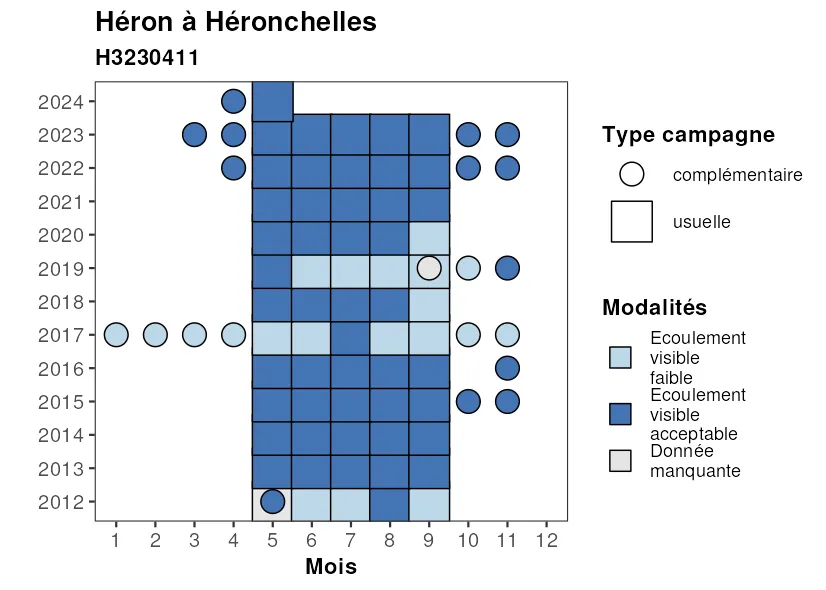 Héron à Héronchelles
H3230411
2024
2023
2022
2021
2020
2019
2018
2017
2016
2015
2014
2013
2012
1 2 3 4 5 6 7 8 9 10 11 12
Mois
Type campagne
complémentaire
usuelle
Modalités
Ecoulement
visible
faible
Ecoulement
visible
acceptable
Donnée
manquante